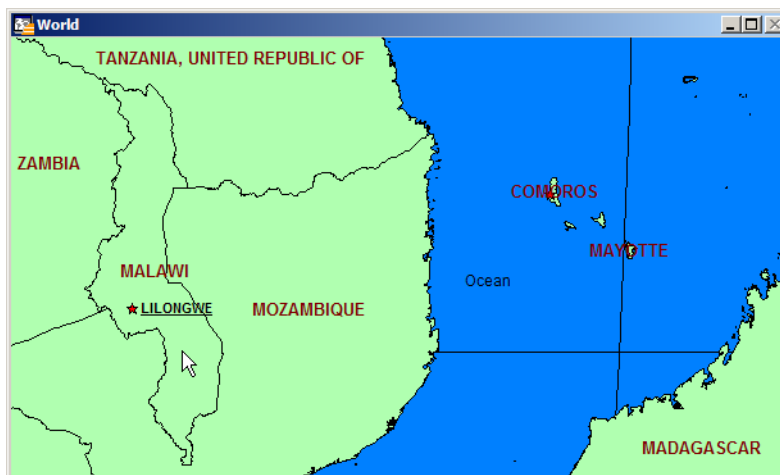 World
TANZANIA, UNITED REPUBLIC OF
ZAMBIA
COMOROS
MAYOTTE
MALAWI
Ocean
LILONGWE
MOZAMBIQUE
MADAGASCAR